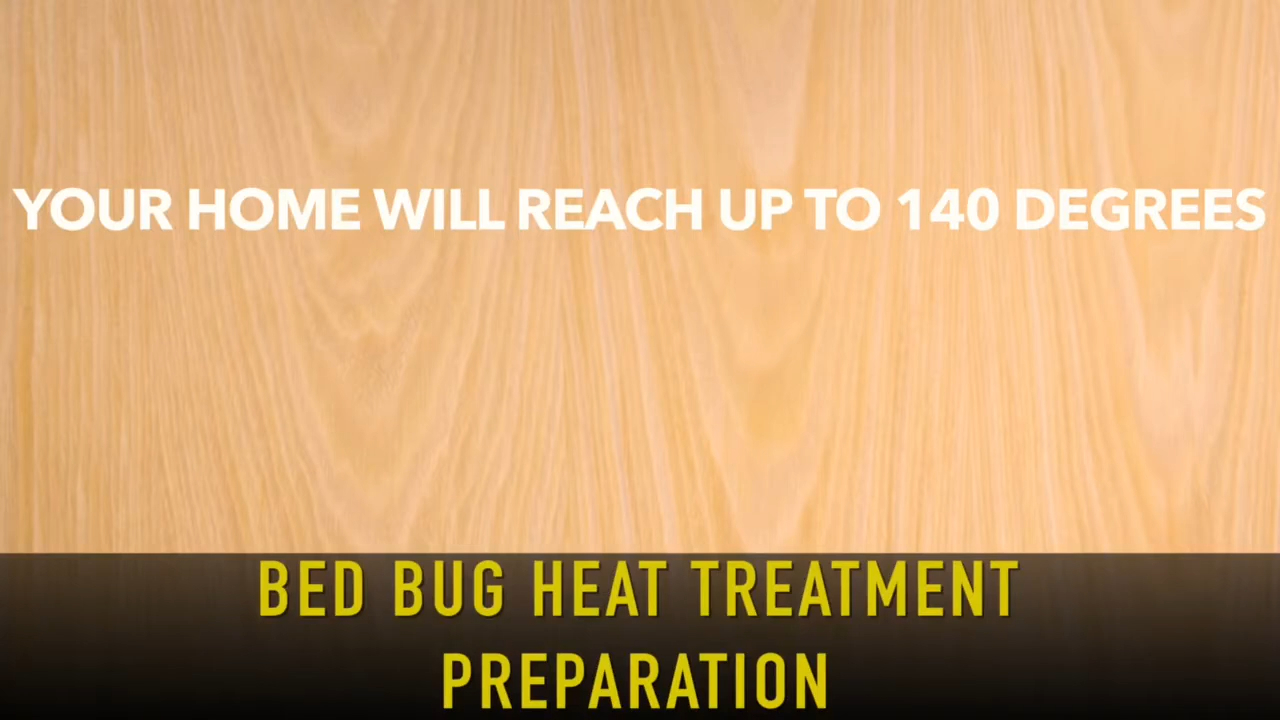 YOUR HOME WILL REACH UP TO 140 DEGREES
BED BUG HEAT TREATMENT
PREPARATION